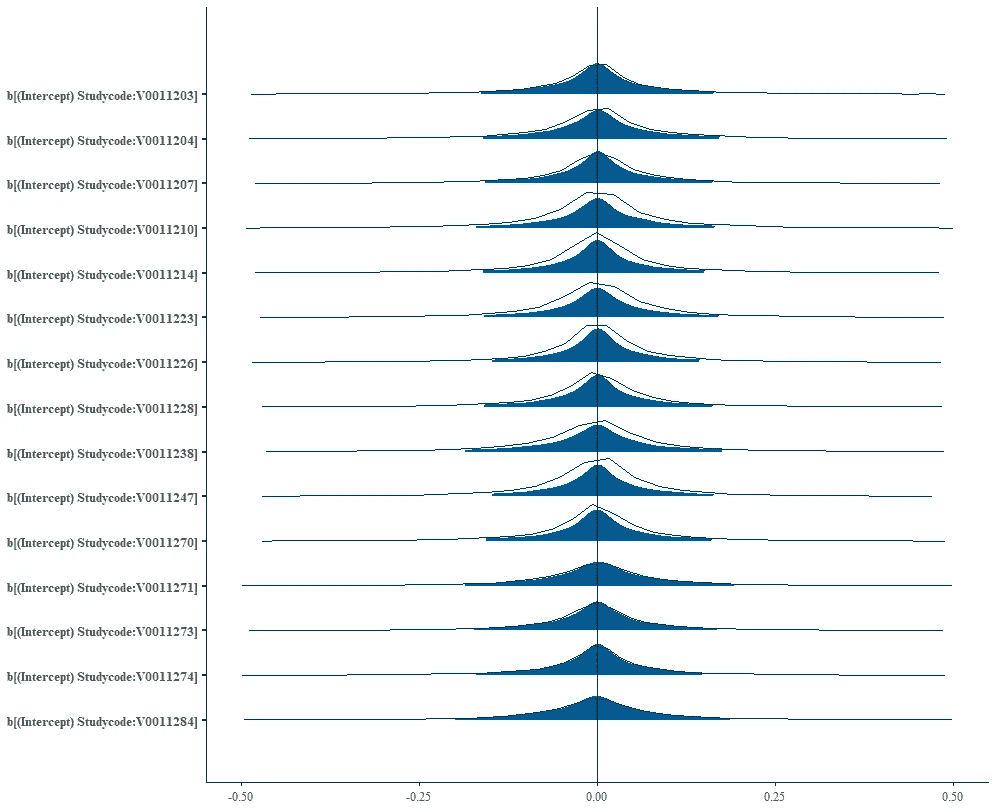 b[(Intercept) Studycode:V0011203]
b[(Intercept) Studycode:V0011204]
b[(Intercept) Studycode:V0011207]
b[(Intercept) Studycode:V0011210]
b[(Intercept) Studycode:V0011214]
b[(Intercept) Studycode:V0011223]
b[(Intercept) Studycode:V0011226]
b[(Intercept) Studycode:V0011228]
b[(Intercept) Studycode:V0011238]
b[(Intercept) Studycode:V0011247]
b[(Intercept) Studycode:V0011270]
b[(Intercept) Studycode:V0011271]
b[(Intercept) Studycode:V0011273]
b[(Intercept) Studycode:V0011274]
b[(Intercept) Studycode:V0011284]
-0.50 -0.25 0.00 0.25 0.50